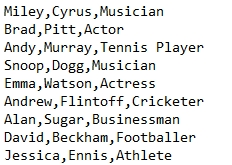 Miley,Cyrus,Musician
Brad,Pitt,Actor
Andy,Murray,Tennis Player
Snoop,Dogg,Musician
Emma,Watson,Actress
Andrew,Flintoff,Cricketer
Alan,Sugar,Businessman
David,Beckham,Footballer
Jessica,Ennis,Athlete